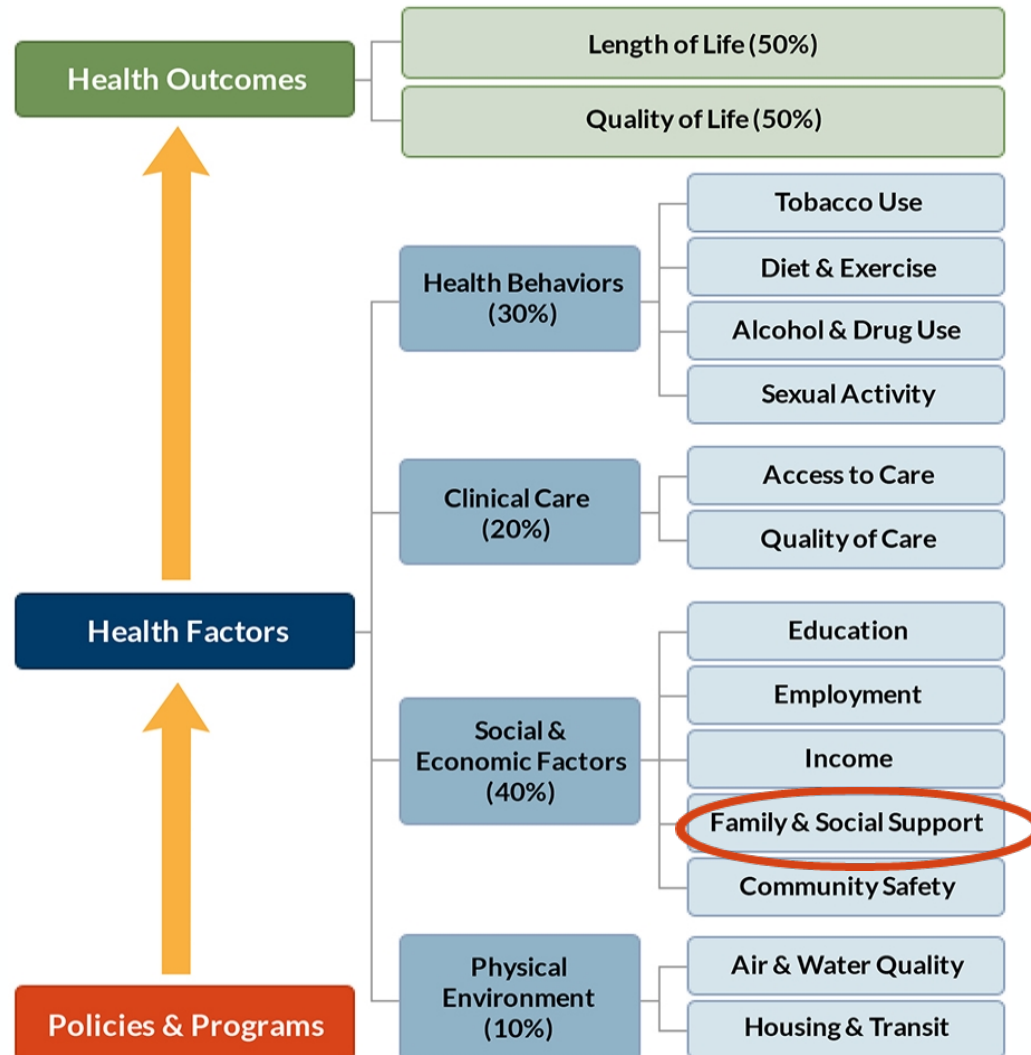 Health Outcomes
Length of Life (50%)
Quality of Life (50%)
Health Factors
Health Behaviors
(30%)
Tobacco Use
Diet & Exercise
Alcohol & Drug Use
Sexual Activity
Clinical Care
(20%)
Access to Care
Quality of Care
Social &
Economic Factors
(40%)
Education
Employment
Income
Family & Social Support
Community Safety
Physical
Environment
(10%)
Air & Water Quality
Housing & Transit
Policies & Programs